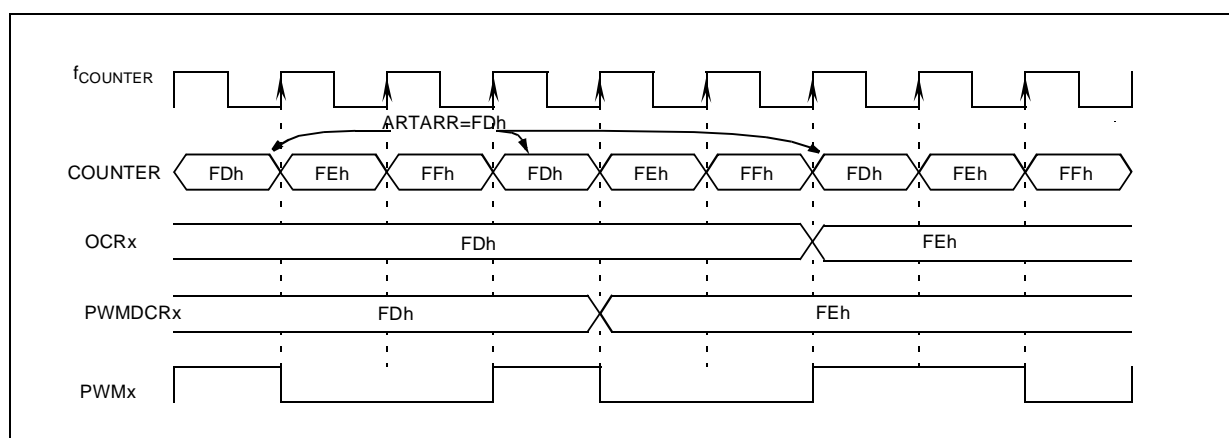 fCOUNTER
ARTARR=FDh
COUNTER FDh FEh FFh FDh FEh FFh FDh FEh FFh
OCRx FDh FEh
PWMDCRx FDh FEh
PWMx